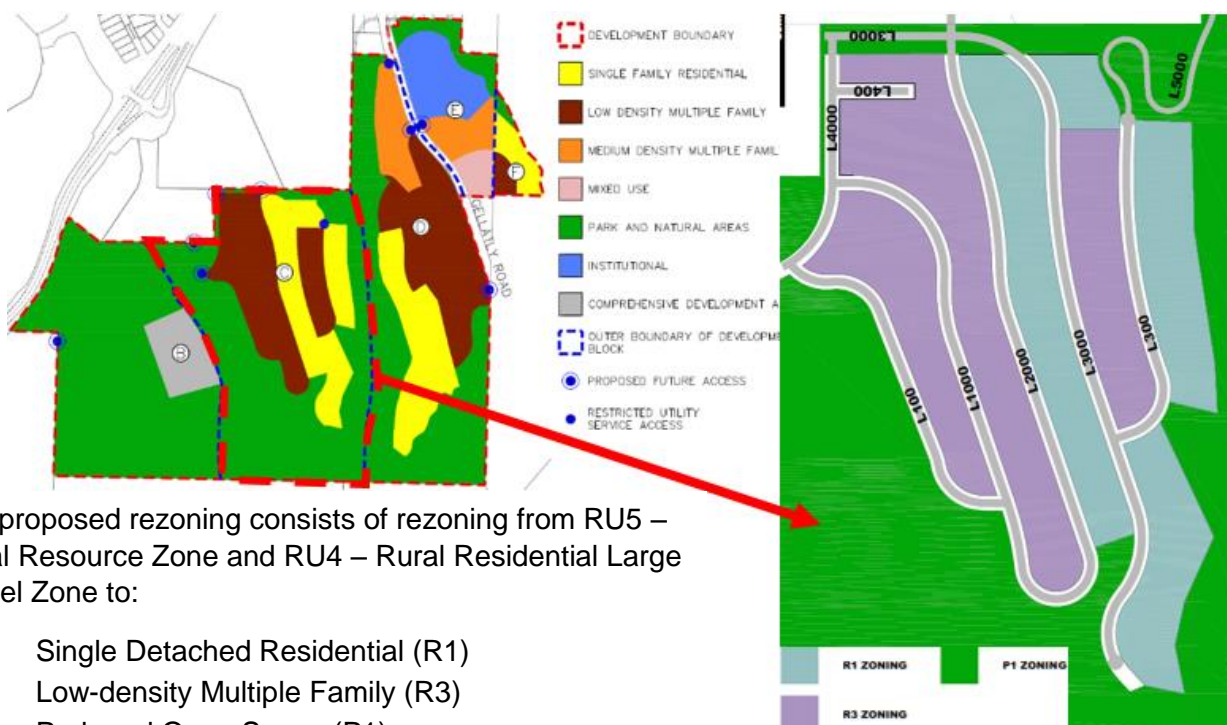 DEVELOPMENT BOUNDARY
SINGLE FAMILY RESIDENTIAL
LOW DENSITY MULTIPLE FAMILY
MEDIUM DENSITY MULTIPLE FAMIL
MIXED USE
PARK AND NATURAL AREAS
INSTITUTIONAL
COMPREHENSIVE DEVELOPMENT A
OUTER BOUNDARY OF DEVELOPME
BLOCK
PROPOSED FUTURE ACCESS
RESTRICTED UTILITY
SERVICE ACCESS
E
F
D
C
B
GELLATLY ROAD
L3000
L400
L4000
L5000
L300
L3000
L2000
L1000
L100
R1 ZONING
P1 ZONING
R3 ZONING
proposed rezoning consists of rezoning from RU5 –
al Resource Zone and RU4 – Rural Residential Large
el Zone to:
Single Detached Residential (R1)
Low-density Multiple Family (R3)